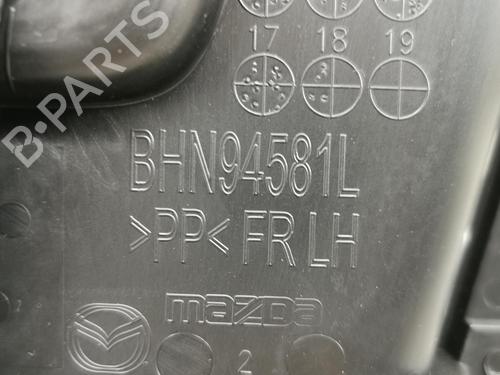 17 18 19
BHN94581L
>PP< FR LH
mazda
2
B-PARTS